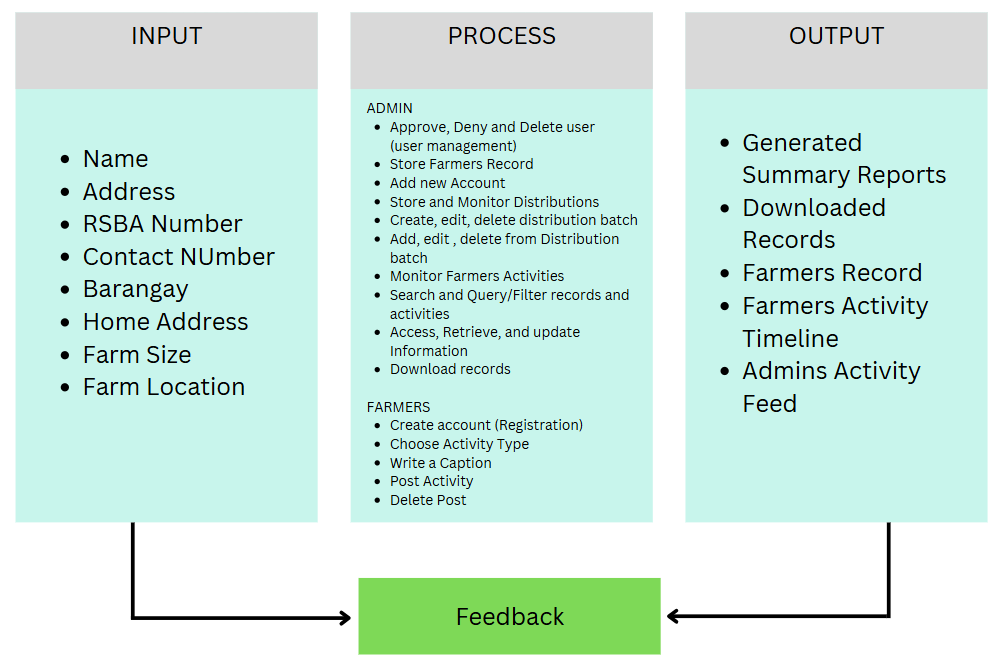 INPUT
• Name
• Address
• RSBA Number
• Contact NUmber
• Barangay
• Home Address
• Farm Size
• Farm Location
PROCESS
ADMIN
• Approve, Deny and Delete user
(user management)
• Store Farmers Record
• Add new Account
• Store and Monitor Distributions
• Create, edit, delete distribution batch
• Add, edit , delete from Distribution
batch
• Monitor Farmers Activities
• Search and Query/Filter records and
activities
• Access, Retrieve, and update
Information
• Download records
FARMERS
• Create account (Registration)
• Choose Activity Type
• Write a Caption
• Post Activity
• Delete Post
OUTPUT
• Generated
Summary Reports
• Downloaded
Records
• Farmers Record
• Farmers Activity
Timeline
• Admins Activity
Feed
Feedback